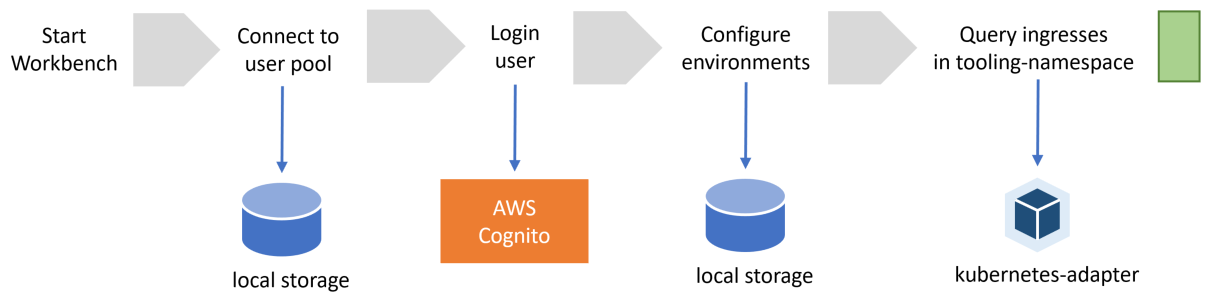 Start
Workbench
Connect to
user pool
Login
user
Configure
environments
Query ingresses
in tooling-namespace
local storage
AWS
Cognito
local storage
kubernetes-adapter